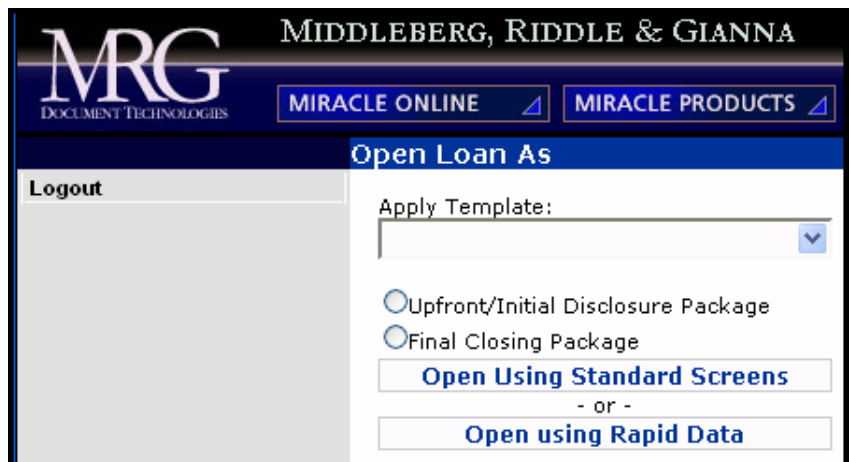 MIDDLEBERG, RIDDLE & GIANNA
MRG
DOCUMENT TECHNOLOGIES
MIRACLE ONLINE
MIRACLE PRODUCTS
Open Loan As
Logout
Apply Template:
Upfront/Initial Disclosure Package
Final Closing Package
Open Using Standard Screens
- or -
Open using Rapid Data